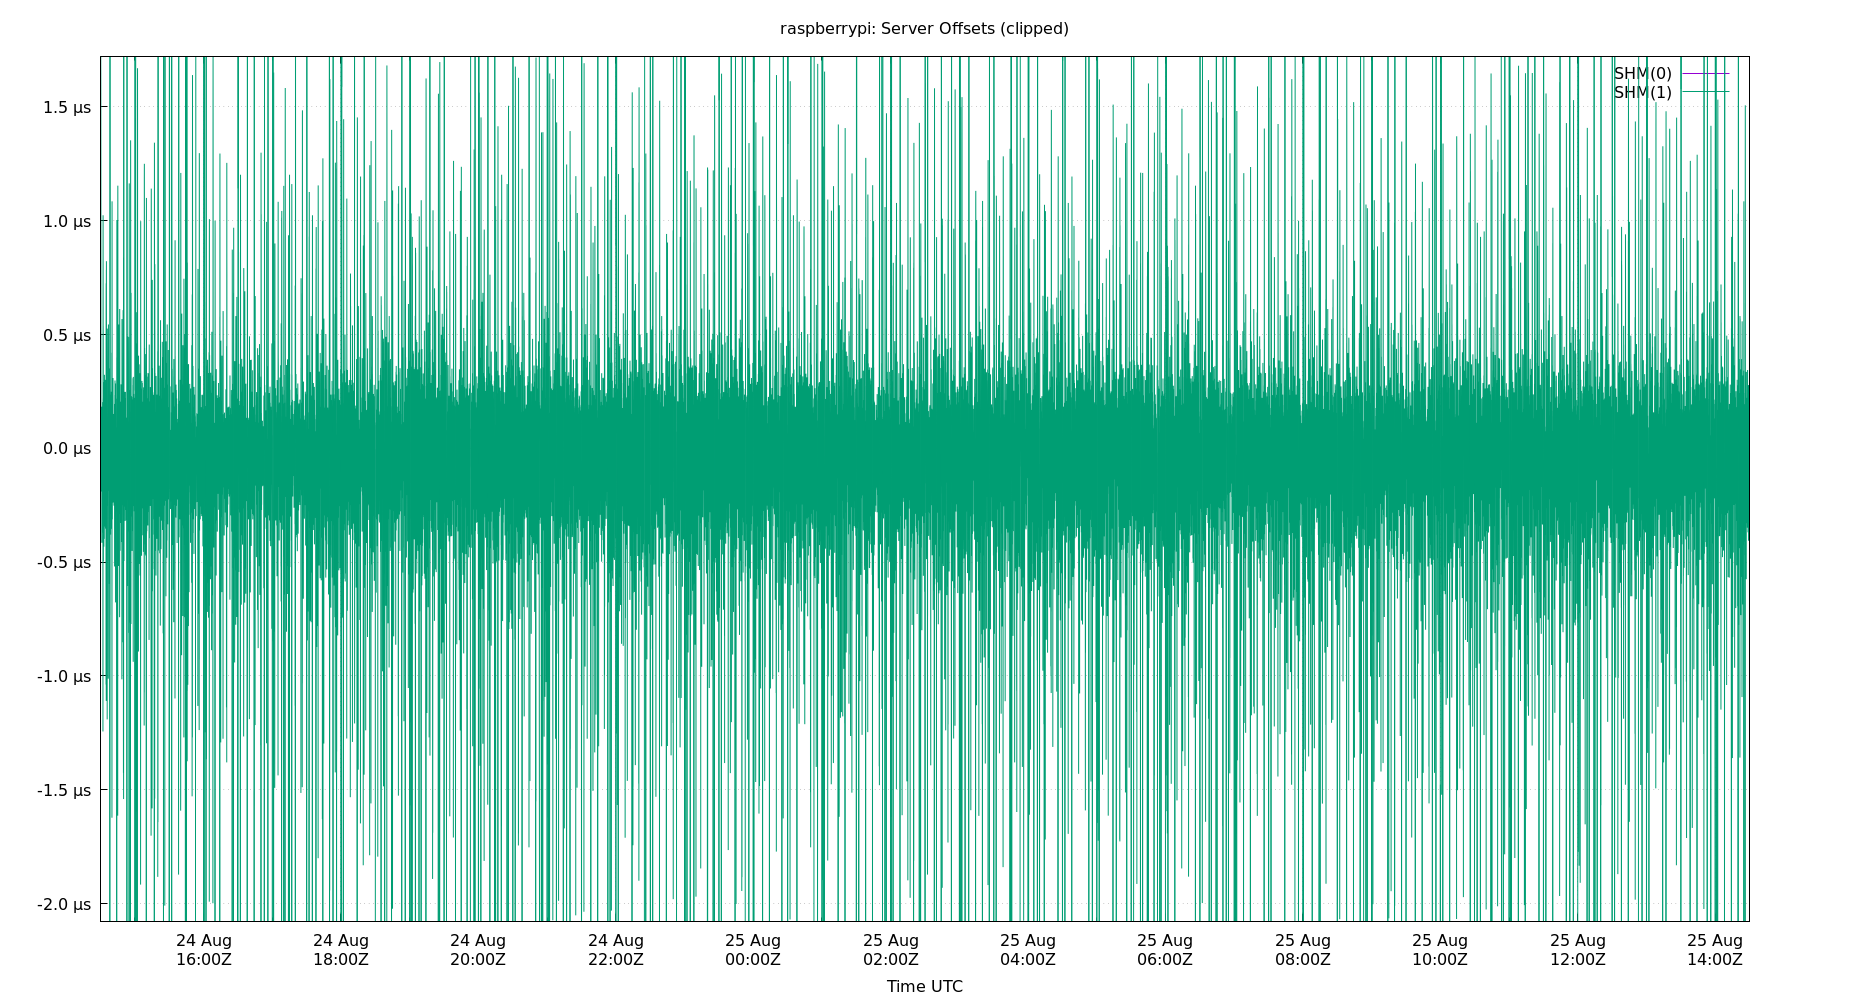 raspberrypi: Server Offsets (clipped)
SHM(0)
SHM(1)
1.5 µs
1.0 µs
0.5 µs
0.0 µs
-0.5 µs
-1.0 µs
-1.5 µs
-2.0 µs
24 Aug 24 Aug 24 Aug 24 Aug 25 Aug 25 Aug 25 Aug 25 Aug 25 Aug 25 Aug 25 Aug 25 Aug
16:00Z 18:00Z 20:00Z 22:00Z 00:00Z 02:00Z 04:00Z 06:00Z 08:00Z 10:00Z 12:00Z 14:00Z
Time UTC